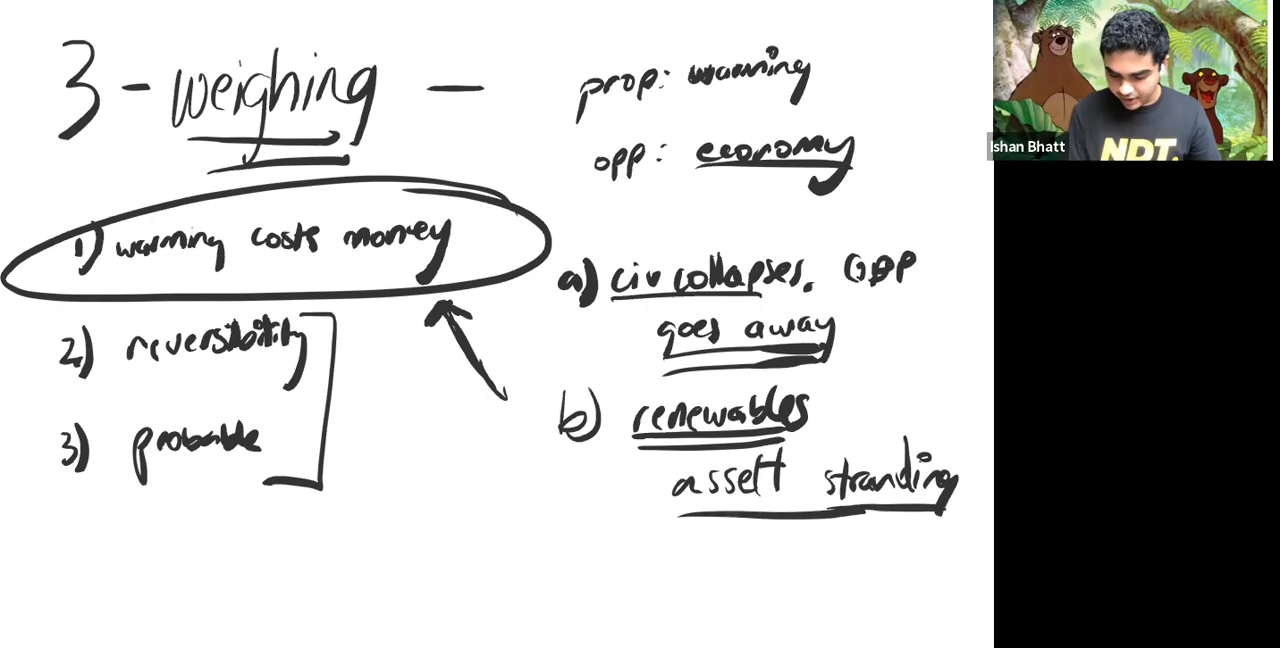 3 - weighing -
prop: warming
opp: economy
1) warming costs money
2) reversibility
3) probable
a) civ collapses. GDP
goes away
b) renewables
assett stranding
NDT.
Ishan Bhatt